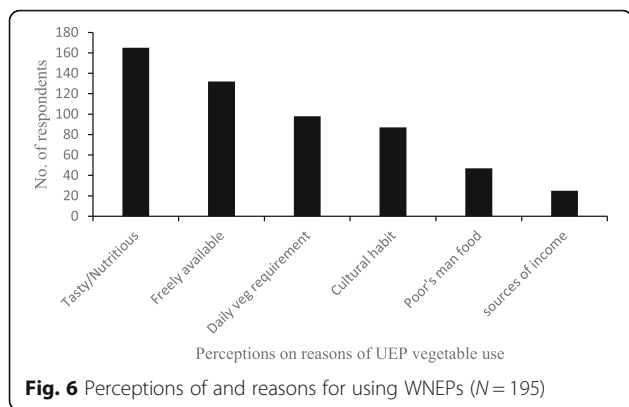 180
160
140
120
100
80
60
40
20
0
No. of respondents
Tasty/Nutritious
Freely available
Daily veg requirement
Cultural habit
Poor's man food
sources of income
Perceptions on reasons of UEP vegetable use
Fig. 6 Perceptions of and reasons for using WNEPs (N = 195)